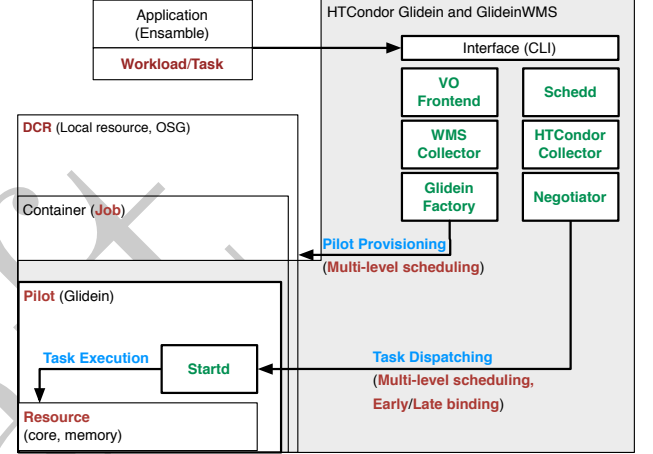 Application
(Ensamble)
Workload/Task
HTCondor Glidein and GlideinWMS
Interface (CLI)
VO
Frontend
Schedd
WMS
Collector
HTCondor
Collector
Glidein
Factory
Negotiator
DCR (Local resource, OSG)
Container (Job)
Pilot Provisioning
(Multi-level scheduling)
Pilot (Glidein)
Task Execution
Startd
Task Dispatching
(Multi-level scheduling,
Early/Late binding)
Resource
(core, memory)